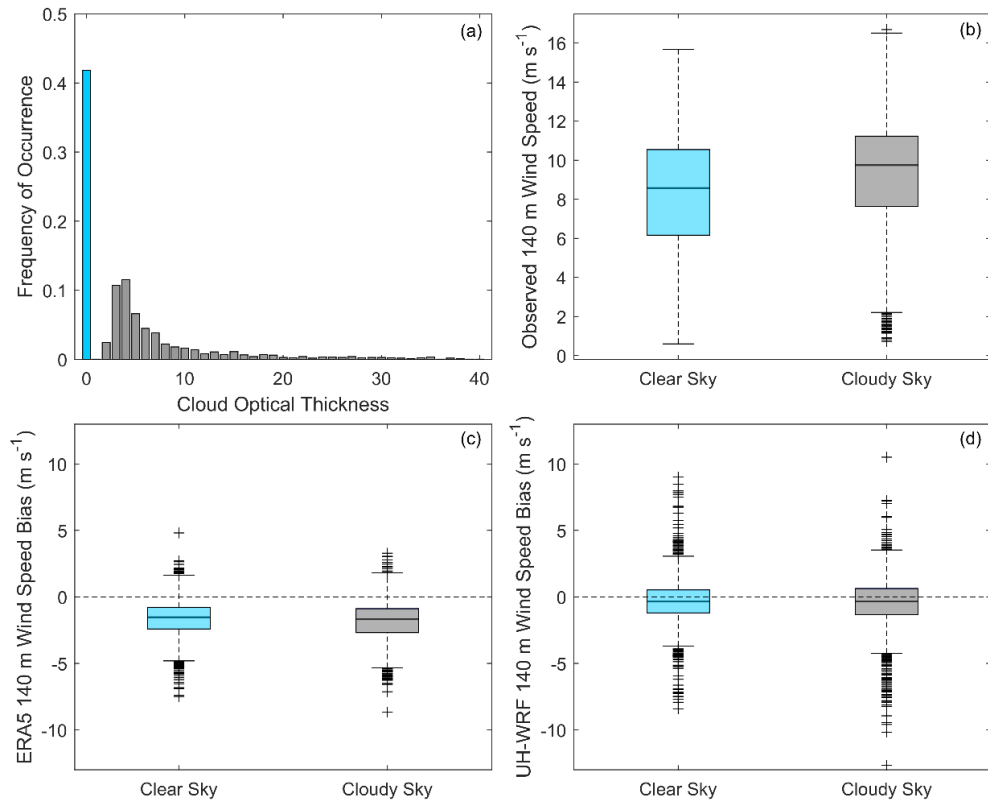 (a)
0.5
0.4
0.3
0.2
0.1
0
Frequency of Occurrence
0 10 20 30 40
Cloud Optical Thickness
(b)
16
14
12
10
8
6
4
2
0
Observed 140 m Wind Speed (m s⁻¹)
Clear Sky Cloudy Sky
(c)
10
5
0
-5
-10
ERA5 140 m Wind Speed Bias (m s⁻¹)
Clear Sky Cloudy Sky
(d)
10
5
0
-5
-10
UH-WRF 140 m Wind Speed Bias (m s⁻¹)
Clear Sky Cloudy Sky